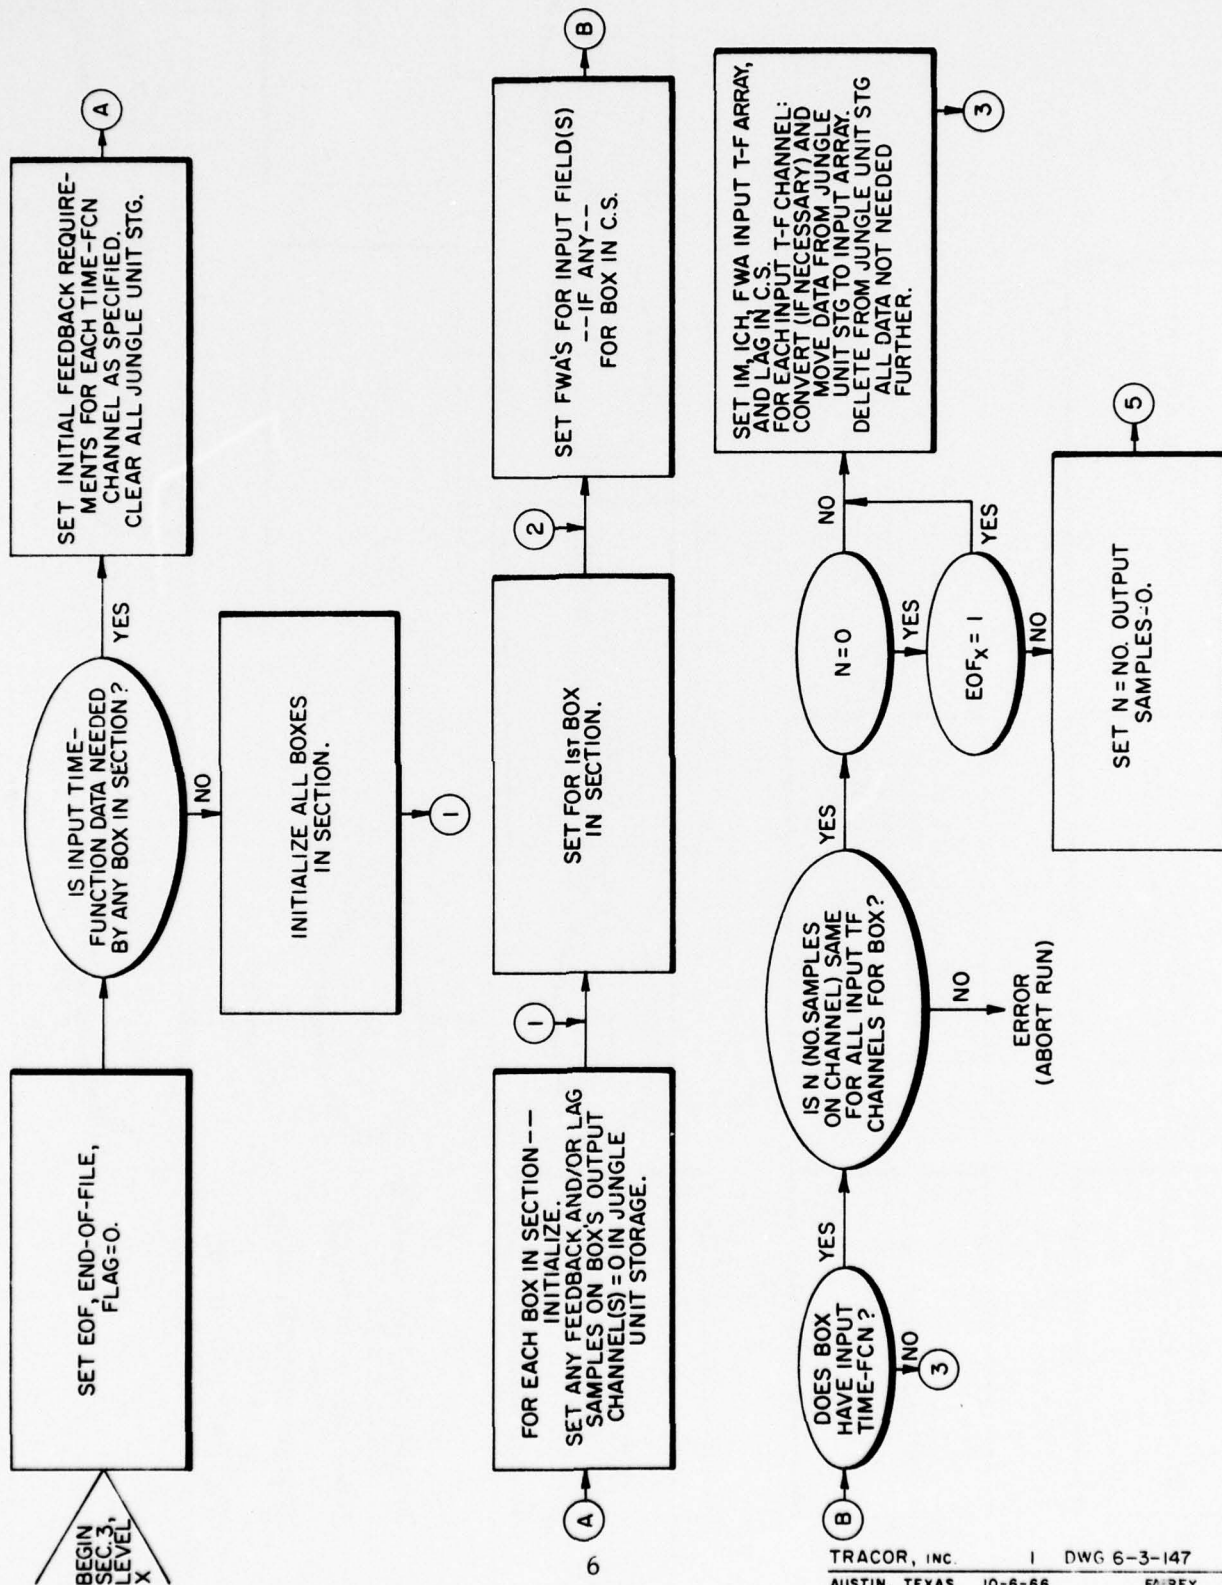 BEGIN
SEC.3,
LEVEL
X
SET EOF, END-OF-FILE,
FLAG=0.
IS INPUT TIME-
FUNCTION DATA NEEDED
BY ANY BOX IN SECTION?
YES
NO
SET INITIAL FEEDBACK REQUIRE-
MENTS FOR EACH TIME-FCN
CHANNEL AS SPECIFIED.
CLEAR ALL JUNGLE UNIT STG.
A
INITIALIZE ALL BOXES
IN SECTION.
1
A
FOR EACH BOX IN SECTION--
INITIALIZE.
SET ANY FEEDBACK AND/OR LAG
SAMPLES ON BOX'S OUTPUT
CHANNEL(S)=0 IN JUNGLE
UNIT STORAGE.
1
SET FOR 1ST BOX
IN SECTION.
2
SET FWA'S FOR INPUT FIELD(S)
--IF ANY--
FOR BOX IN C.S.
B
B
DOES BOX
HAVE INPUT
TIME-FCN?
YES
NO
3
IS N (NO.SAMPLES
ON CHANNEL) SAME
FOR ALL INPUT TF
CHANNELS FOR BOX?
YES
NO
ERROR
(ABORT RUN)
N=0
NO
YES
EOFX=1
YES
NO
SET IM, ICH, FWA INPUT T-F ARRAY,
AND LAG IN C.S.
FOR EACH INPUT T-F CHANNEL:
CONVERT (IF NECESSARY) AND
MOVE DATA FROM JUNGLE
UNIT STG TO INPUT ARRAY.
DELETE FROM JUNGLE UNIT STG
ALL DATA NOT NEEDED
FURTHER.
3
SET N=NO. OUTPUT
SAMPLES=0.
5
6
TRACOR, INC. 1 DWG 6-3-147
AUSTIN, TEXAS 10-6-66